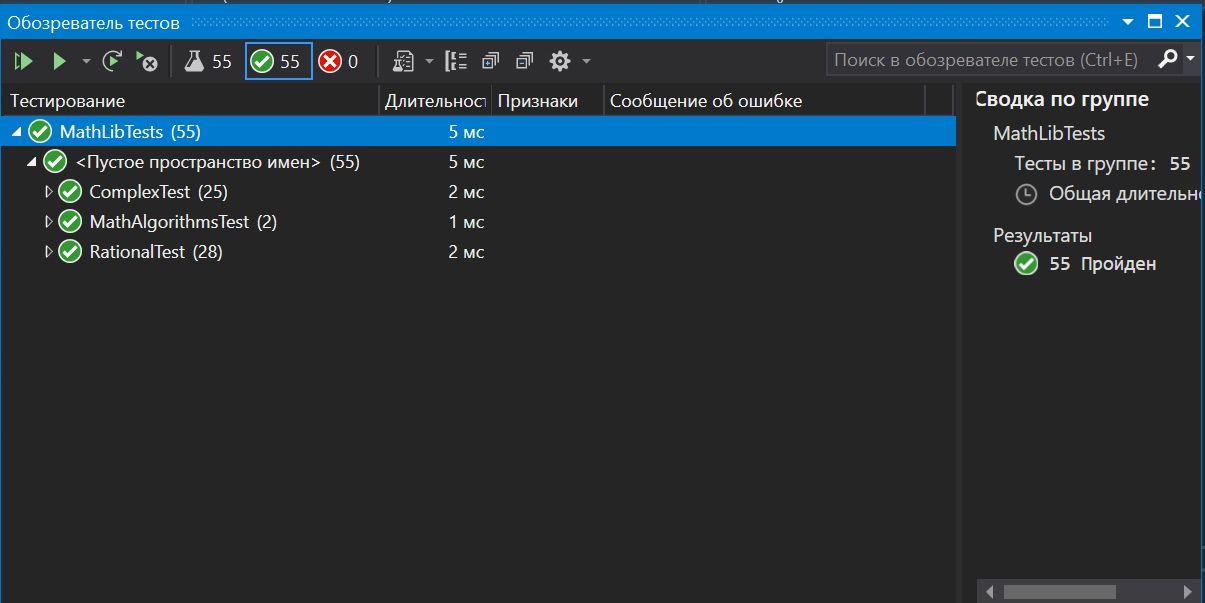 Обозреватель тестов
55 55 0
Поиск в обозревателе тестов (Ctrl+E)
Тестирование Длительност Признаки Сообщение об ошибке
MathLibTests (55) 5 мс
<Пустое пространство имен> (55) 5 мс
ComplexTest (25) 2 мс
MathAlgorithmsTest (2) 1 мс
RationalTest (28) 2 мс
Сводка по группе
MathLibTests
Тесты в группе: 55
Общая длительно
Результаты
55 Пройден